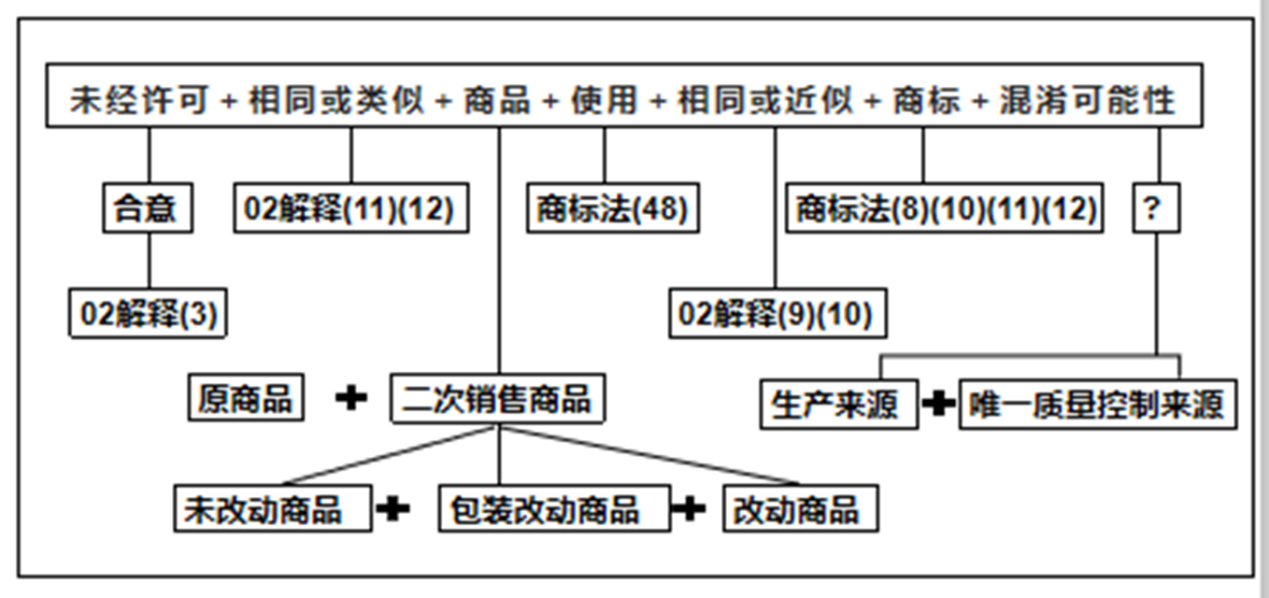 未经许可 + 相同或类似 + 商品 + 使用 + 相同或近似 + 商标 + 混淆可能性
合意
02解释(11)(12)
商标法(48)
商标法(8)(10)(11)(12)
?
02解释(3)
02解释(9)(10)
原商品 + 二次销售商品
生产来源 + 唯一质量控制来源
未改动商品 + 包装改动商品 + 改动商品